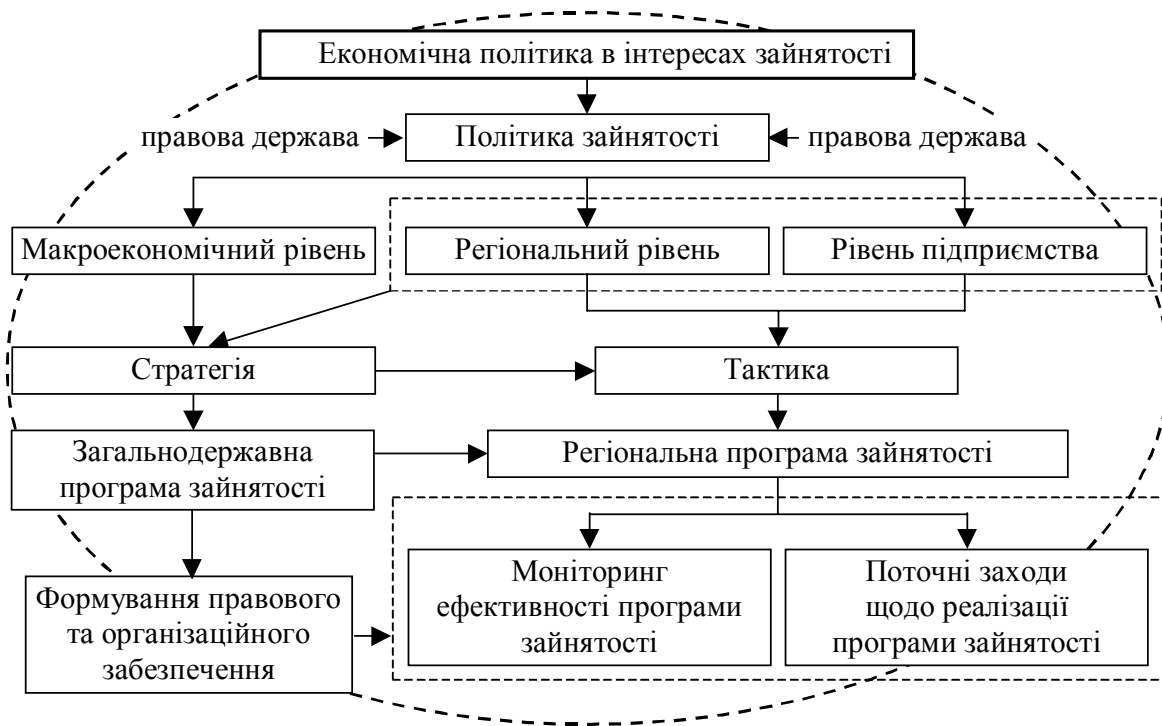 Економічна політика в інтересах зайнятості
правова держава
Політика зайнятості
правова держава
Макроекономічний рівень
Регіональний рівень
Рівень підприємства
Стратегія
Тактика
Загальнодержавна
програма зайнятості
Регіональна програма зайнятості
Формування правового
та організаційного
забезпечення
Моніторинг
ефективності програми
зайнятості
Поточні заходи
щодо реалізації
програми зайнятості